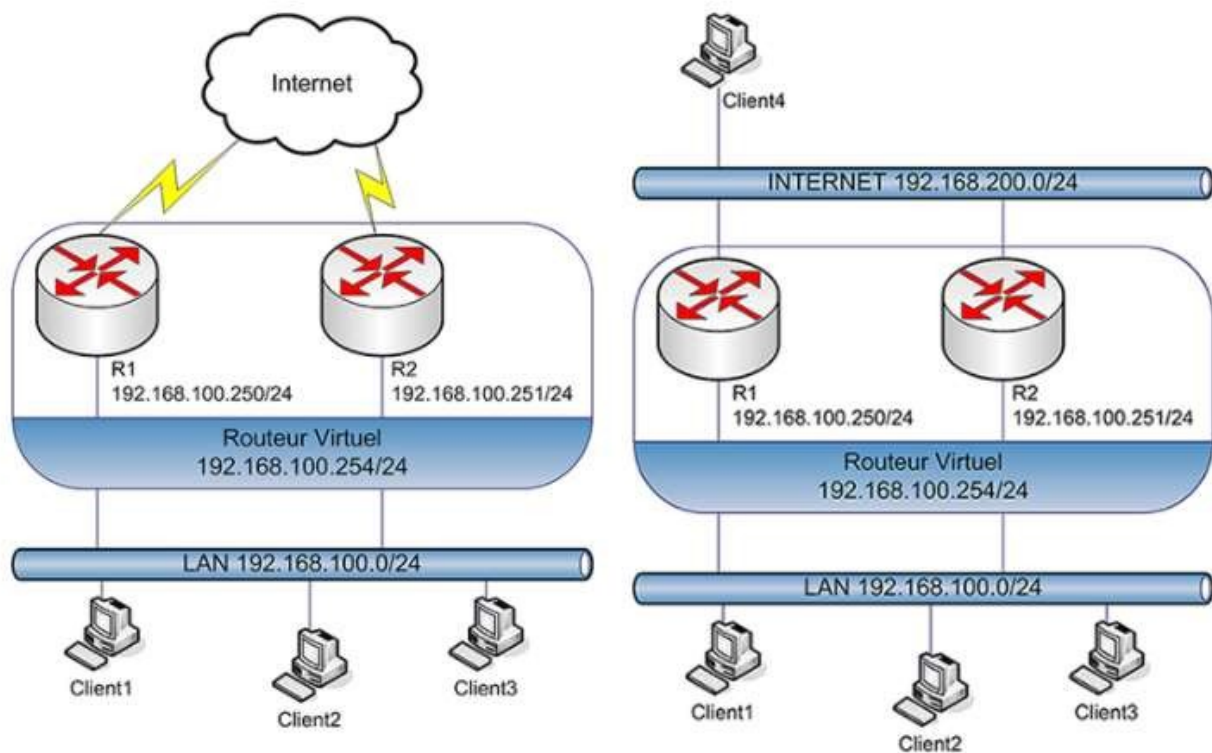 Internet
R1
192.168.100.250/24
R2
192.168.100.251/24
Routeur Virtuel
192.168.100.254/24
LAN 192.168.100.0/24
Client1
Client2
Client3
Client4
INTERNET 192.168.200.0/24
R1
192.168.100.250/24
R2
192.168.100.251/24
Routeur Virtuel
192.168.100.254/24
LAN 192.168.100.0/24
Client1
Client2
Client3